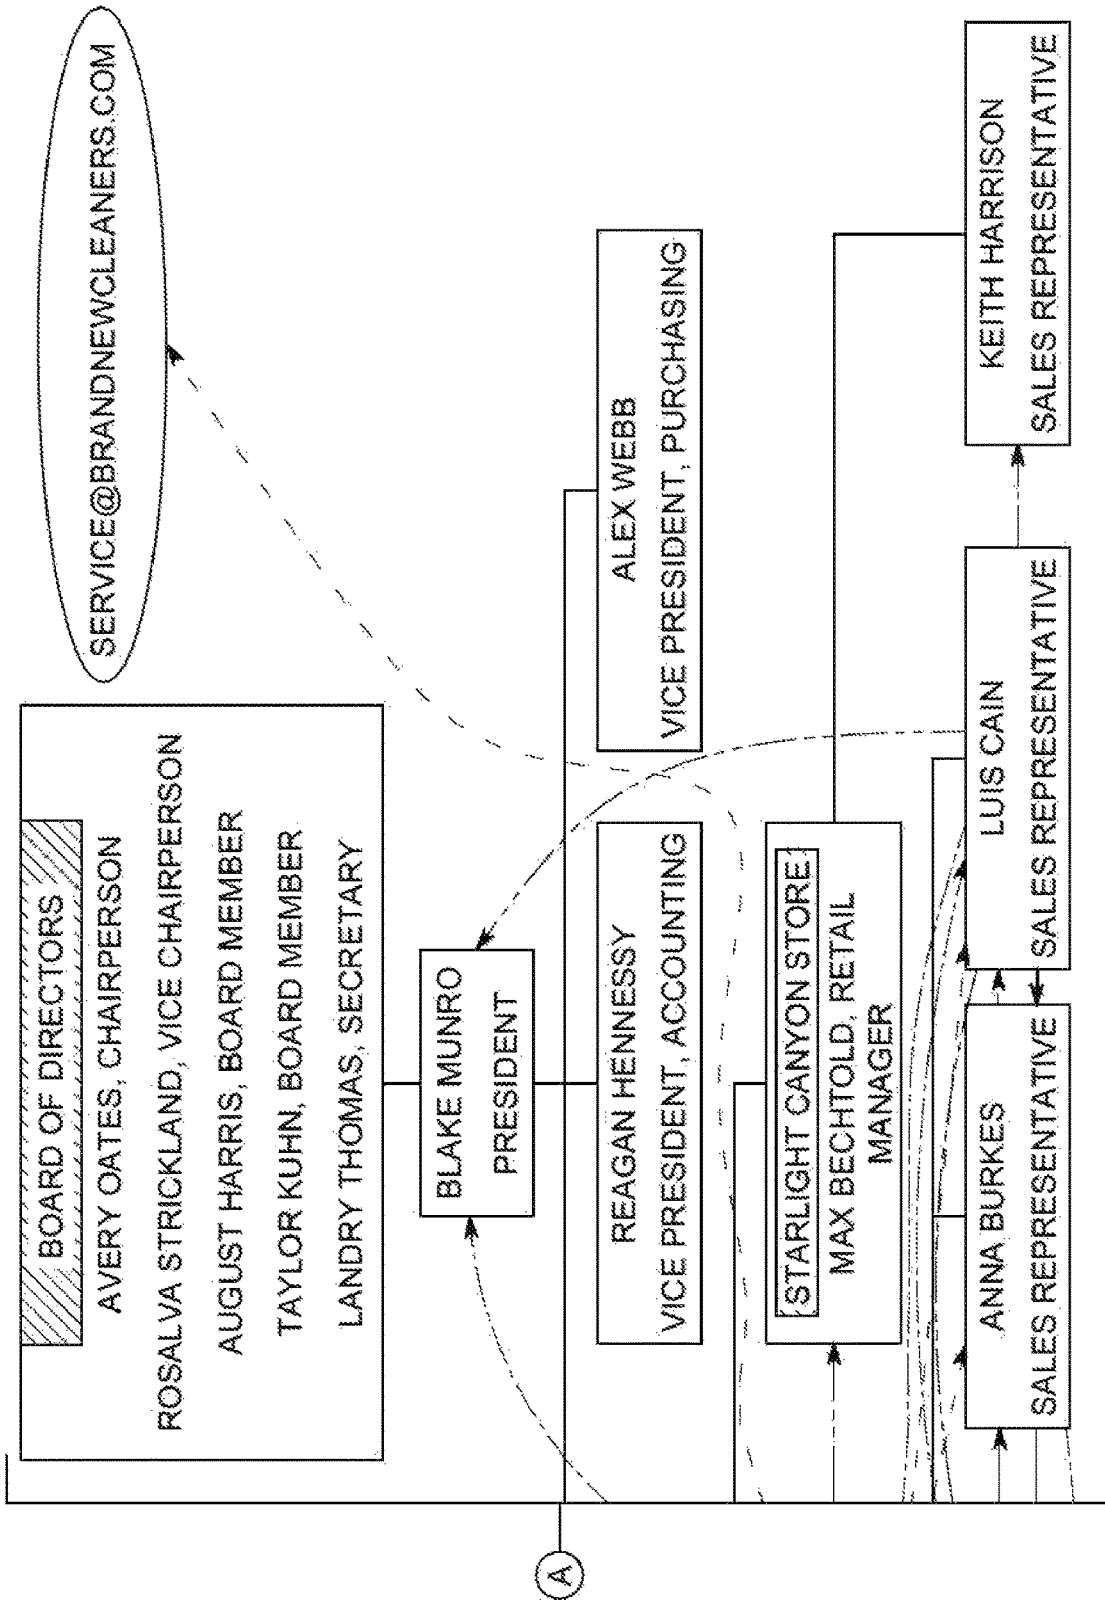 SERVICE@BRANDNEWCLEANERS.COM
BOARD OF DIRECTORS
AVERY OATES, CHAIRPERSON
ROSALVA STRICKLAND, VICE CHAIRPERSON
AUGUST HARRIS, BOARD MEMBER
TAYLOR KUHN, BOARD MEMBER
LANDRY THOMAS, SECRETARY
BLAKE MUNRO
PRESIDENT
A
REAGAN HENNESSY
VICE PRESIDENT, ACCOUNTING
ALEX WEBB
VICE PRESIDENT, PURCHASING
STARLIGHT CANYON STORE
MAX BECHTOLD, RETAIL
MANAGER
ANNA BURKES
SALES REPRESENTATIVE
LUIS CAIN
SALES REPRESENTATIVE
KEITH HARRISON
SALES REPRESENTATIVE